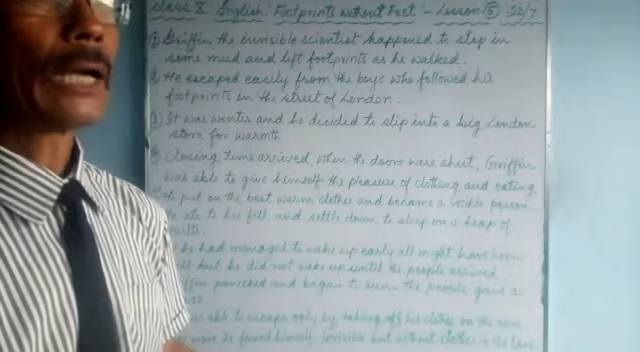 Class X English 'Footprints without Feet' - Lesson (5) 22/7
(1) Griffin the invisible scientist happened to step in
some mud and left footprints as he walked.
(2) He escaped easily from the boys who followed his
footprints in the street of London.
(3) It was winter and he decided to slip into a big London
store for warmth
Closing time arrived, when the doors were shut, Griffin
was able to give himself the pleasure of clothing and eating.
He put on the best warm clothes and became a visible person.
He ate to his fill and settle down to sleep on a heap of
quilts.
he had managed to wake up early all might have been
but he did not wake up until the people arrived
panicked and began to run the people gave a
able to escape only by taking off his clothes on the
more he found himself invisible but without clothes in the